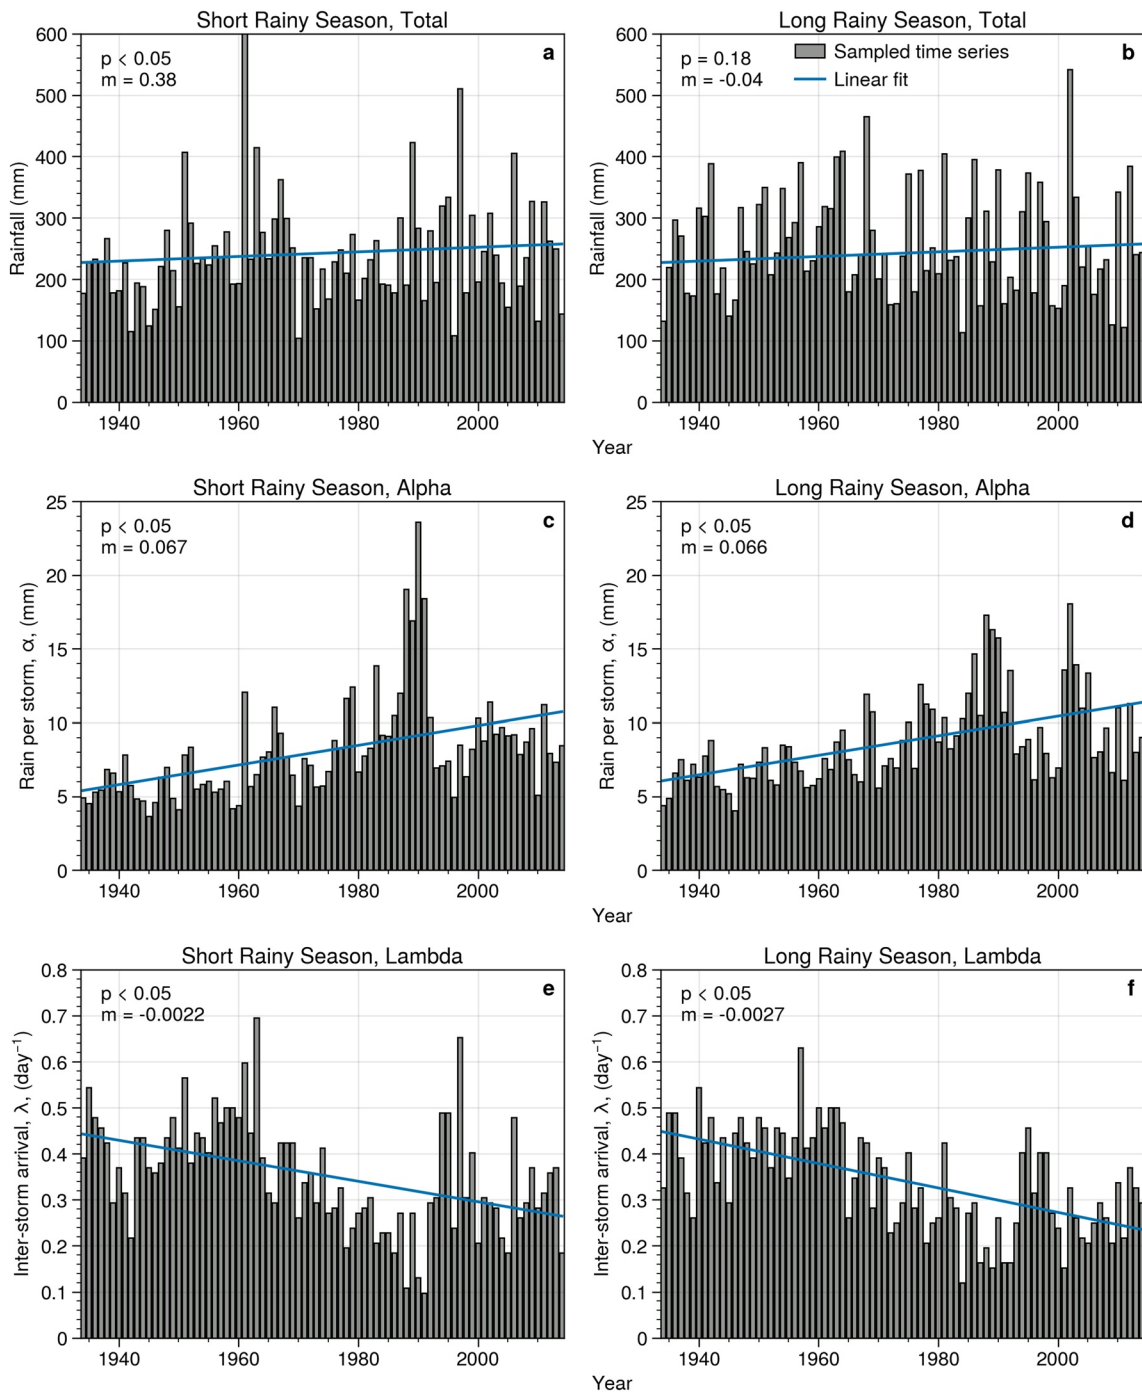 Short Rainy Season, Total
a
p < 0.05
m = 0.38
Rainfall (mm)
600
500
400
300
200
100
0
1940 1960 1980 2000
Long Rainy Season, Total
b
p = 0.18
m = -0.04
Sampled time series
Linear fit
Rainfall (mm)
600
500
400
300
200
100
0
1940 1960 1980 2000
Year
Short Rainy Season, Alpha
c
p < 0.05
m = 0.067
Rain per storm, α, (mm)
25
20
15
10
5
0
1940 1960 1980 2000
Long Rainy Season, Alpha
d
p < 0.05
m = 0.066
Rain per storm, α, (mm)
25
20
15
10
5
0
1940 1960 1980 2000
Year
Short Rainy Season, Lambda
e
p < 0.05
m = -0.0022
Inter-storm arrival, λ, (day⁻¹)
0.8
0.7
0.6
0.5
0.4
0.3
0.2
0.1
0
1940 1960 1980 2000
Long Rainy Season, Lambda
f
p < 0.05
m = -0.0027
Inter-storm arrival, λ, (day⁻¹)
0.8
0.7
0.6
0.5
0.4
0.3
0.2
0.1
0
1940 1960 1980 2000
Year